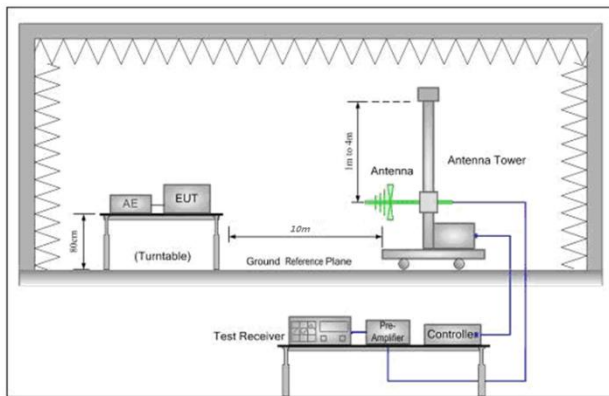 1m to 4m
Antenna
Antenna Tower
AE
EUT
80cm
(Turntable)
10m
Ground Reference Plane
Test Receiver
Pre-
Amplifier
Controller